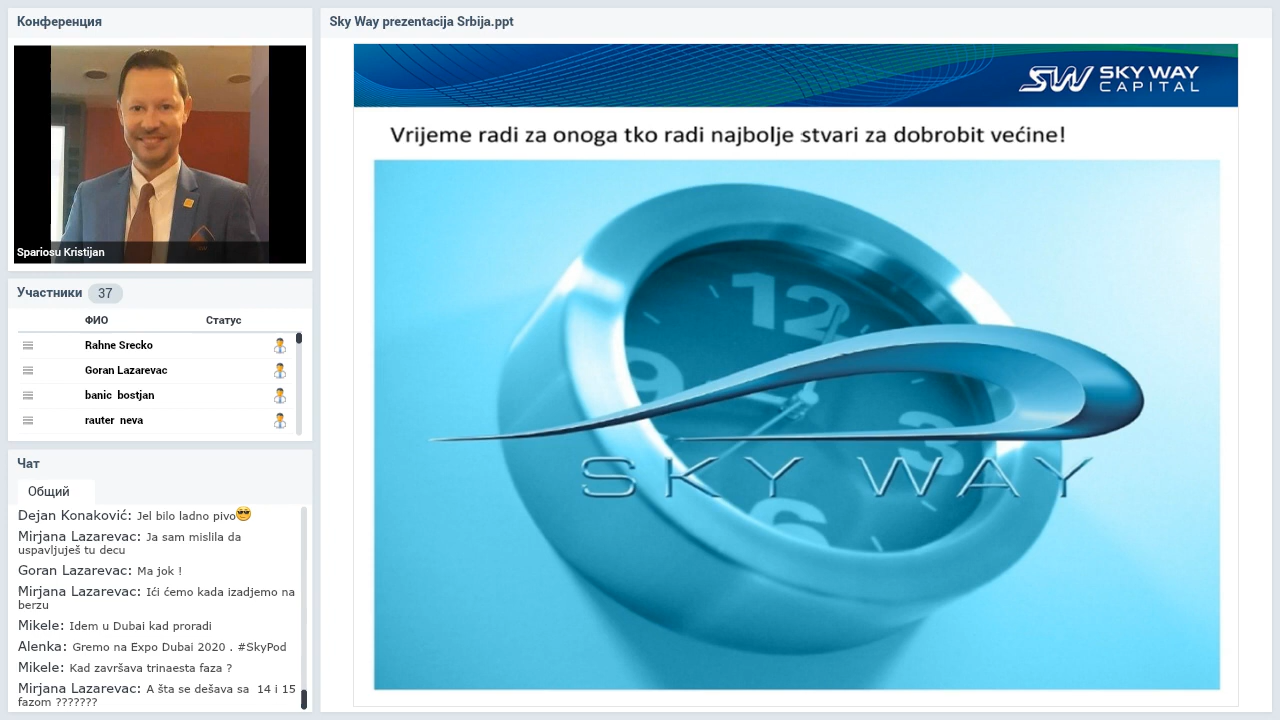 Конференция
Spariosu Kristijan
Участники 37
ФИО Статус
Rahne Srecko
Goran Lazarevac
banic bostjan
rauter neva
Чат
Общий
Dejan Konaković: Jel bilo ladno pivo
Mirjana Lazarevac: Ja sam mislila da
uspavljuješ tu decu
Goran Lazarevac: Ma jok !
Mirjana Lazarevac: Ići ćemo kada izadjemo na
berzu
Mikele: Idem u Dubai kad proradi
Alenka: Gremo na Expo Dubai 2020 . #SkyPod
Mikele: Kad završava trinaesta faza ?
Mirjana Lazarevac: A šta se dešava sa 14 i 15
fazom ???????
Sky Way prezentacija Srbija.ppt
SW SKY WAY
CAPITAL
Vrijeme radi za onoga tko radi najbolje stvari za dobrobit većine!
12
9
3
6
SKY WAY